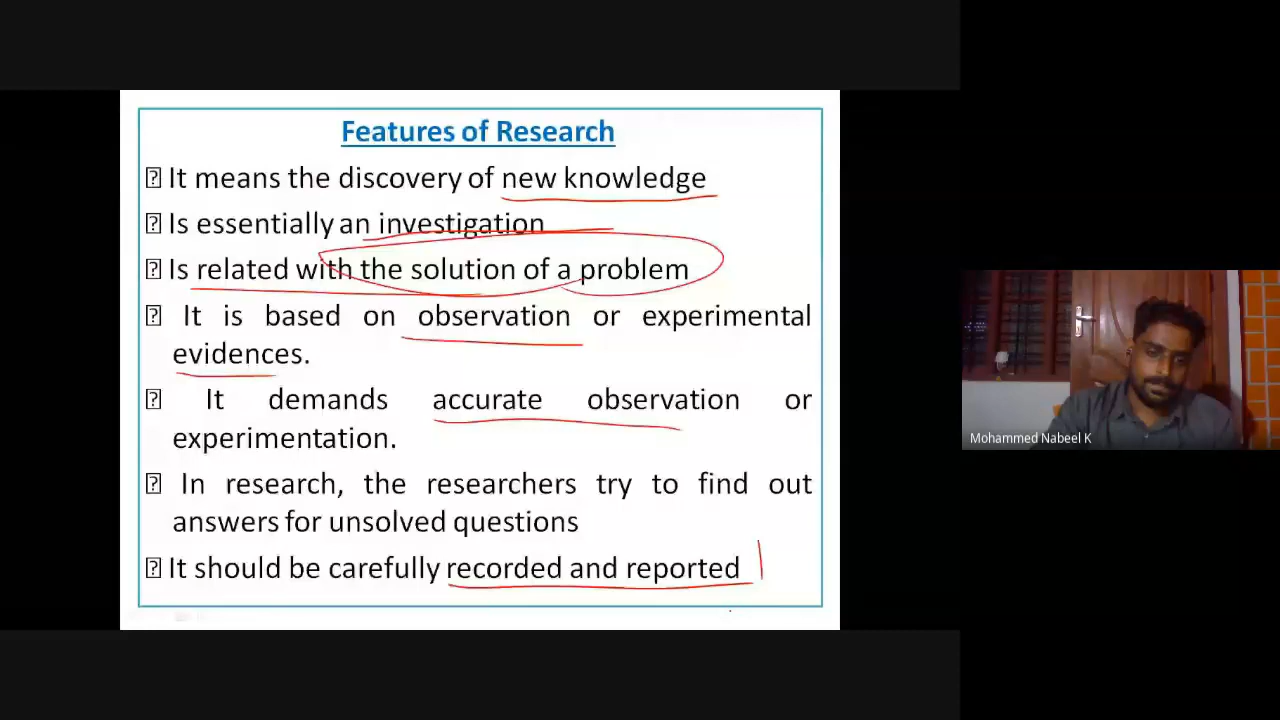 Features of Research
⍰ It means the discovery of new knowledge
⍰ Is essentially an investigation
⍰ Is related with the solution of a problem
⍰ It is based on observation or experimental
evidences.
⍰ It demands accurate observation or
experimentation.
⍰ In research, the researchers try to find out
answers for unsolved questions
⍰ It should be carefully recorded and reported
Mohammed Nabeel K